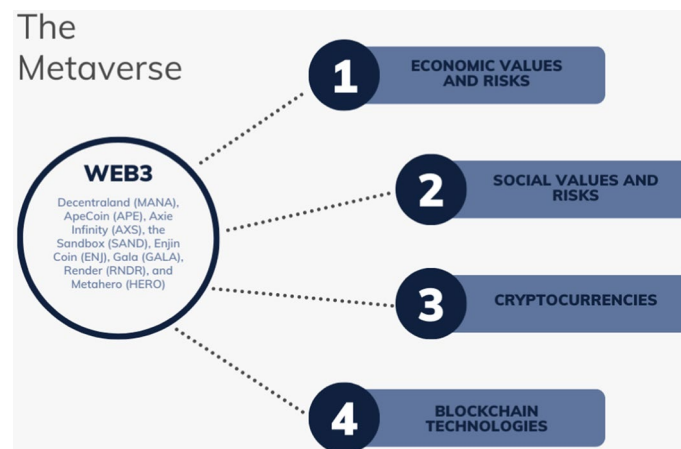 The
Metaverse
WEB3
Decentraland (MANA),
ApeCoin (APE), Axie
Infinity (AXS), the
Sandbox (SAND), Enjin
Coin (ENJ), Gala (GALA),
Render (RNDR), and
Metahero (HERO)
1
ECONOMIC VALUES
AND RISKS
2
SOCIAL VALUES AND
RISKS
3
CRYPTOCURRENCIES
4
BLOCKCHAIN
TECHNOLOGIES